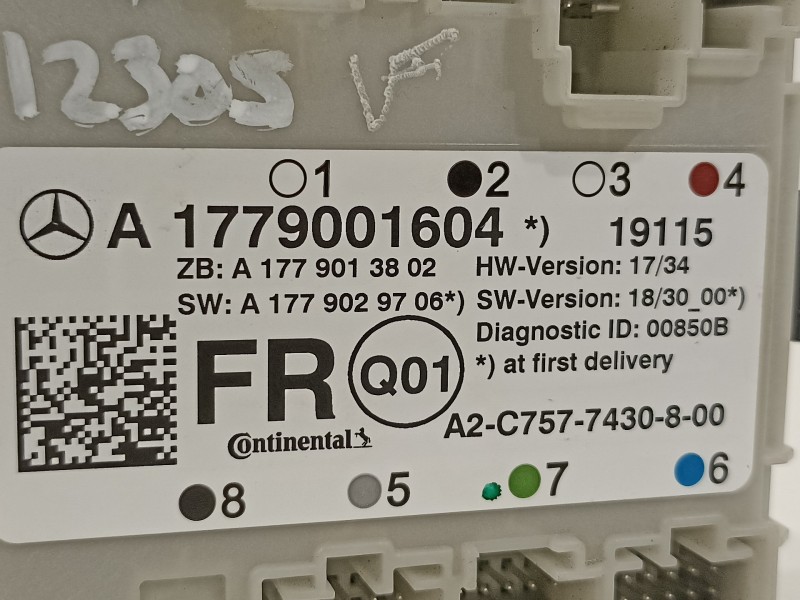 12305 VF
1 2 3 4
A 1779001604 *) 19115
ZB: A 177 901 38 02 HW-Version: 17/34
SW: A 177 902 97 06*) SW-Version: 18/30_00*)
Diagnostic ID: 00850B
*) at first delivery
FR Q01
Continental
A2-C757-7430-8-00
8 5 7 6